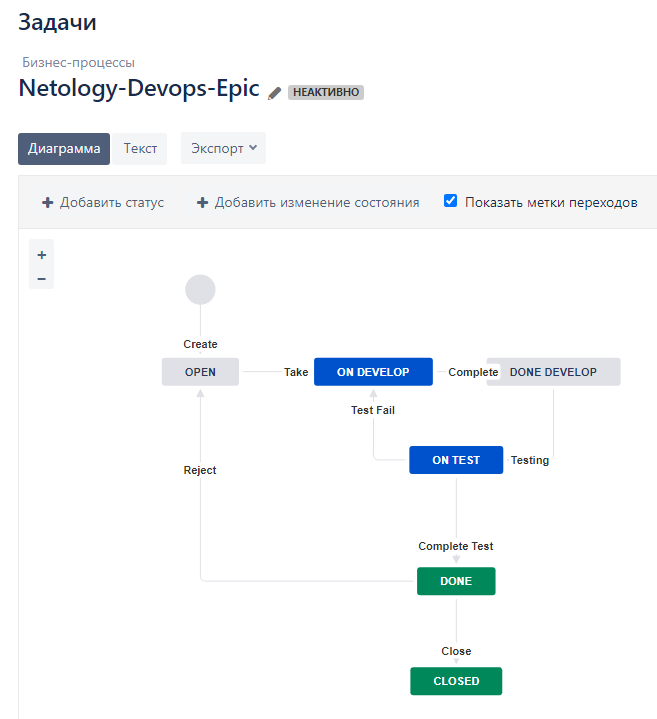 Задачи
Бизнес-процессы
Netology-Devops-Epic НЕАКТИВНО
Диаграмма Текст Экспорт
+ Добавить статус + Добавить изменение состояния Показать метки переходов
+
−
Create
OPEN Take ON DEVELOP Complete DONE DEVELOP
Test Fail
ON TEST Testing
Reject
Complete Test
DONE
Close
CLOSED